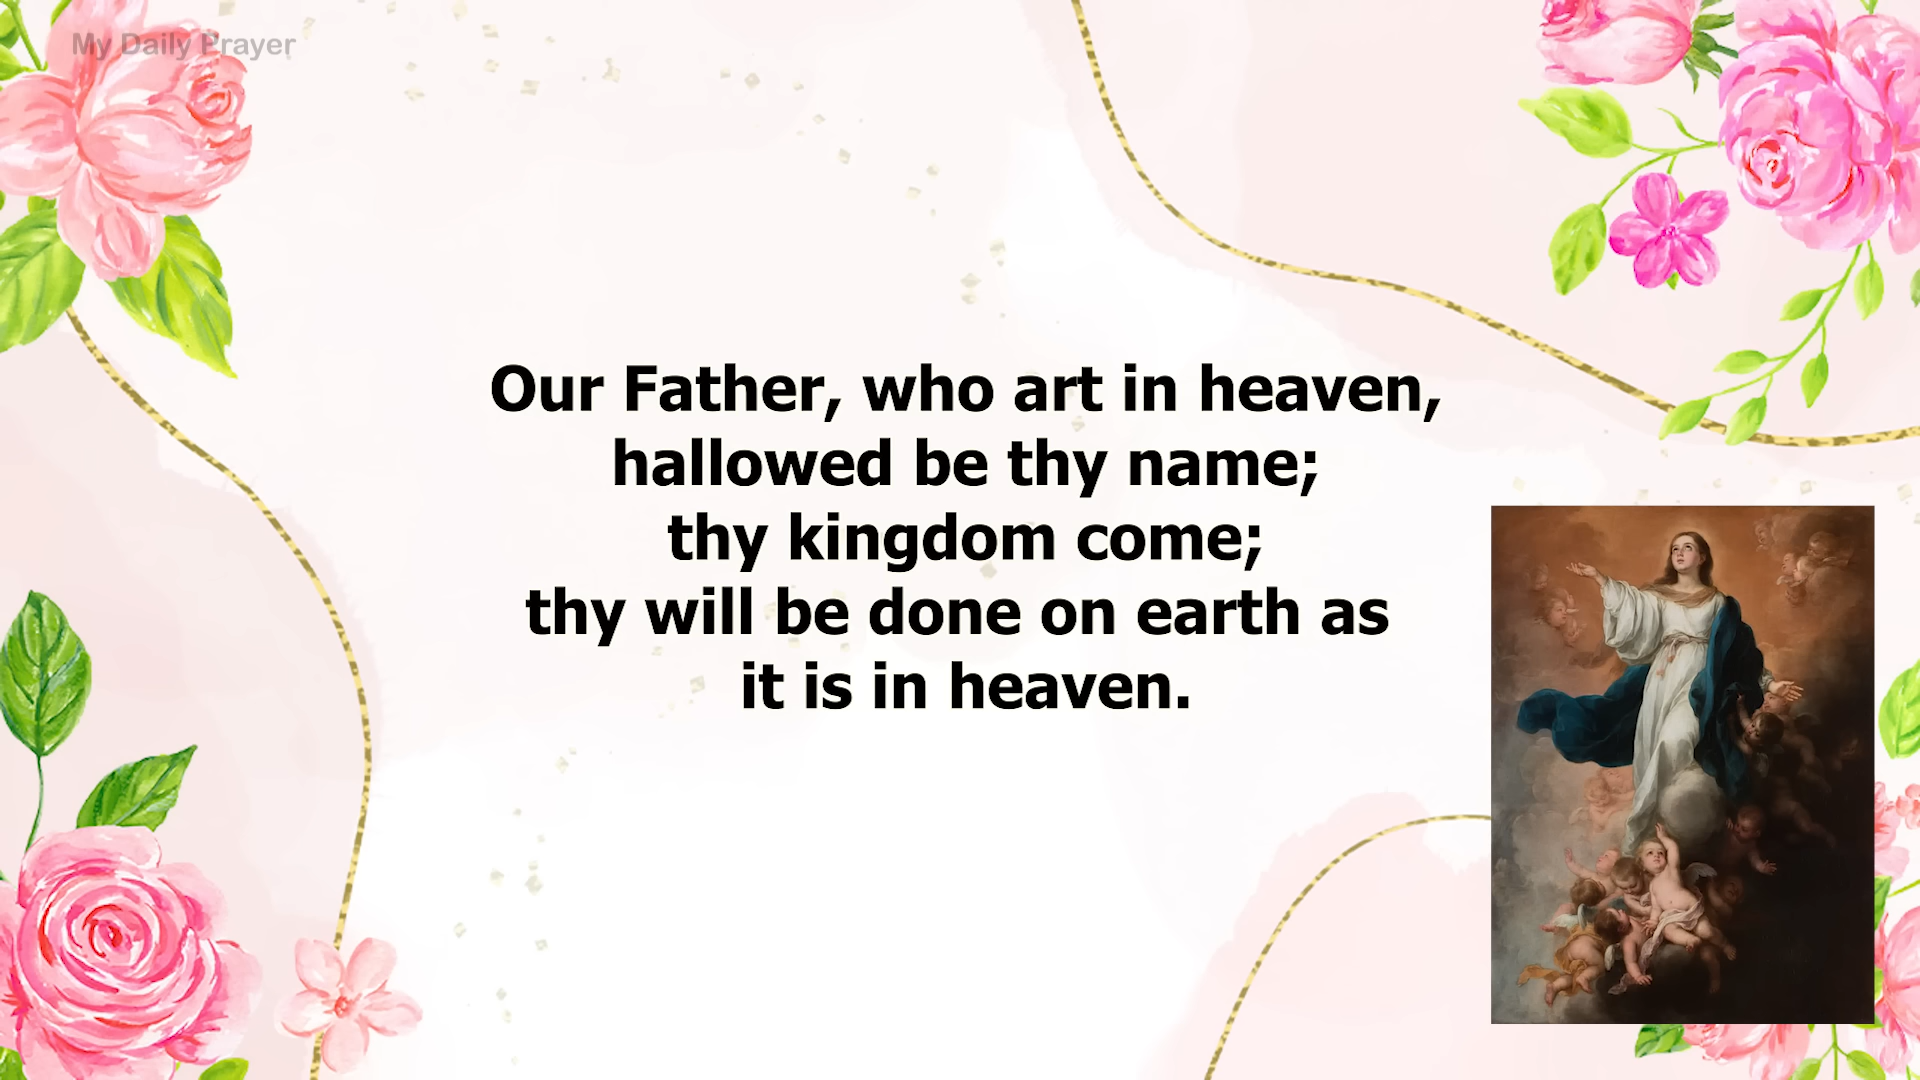 My Daily Prayer
Our Father, who art in heaven,
hallowed be thy name;
thy kingdom come;
thy will be done on earth as
it is in heaven.